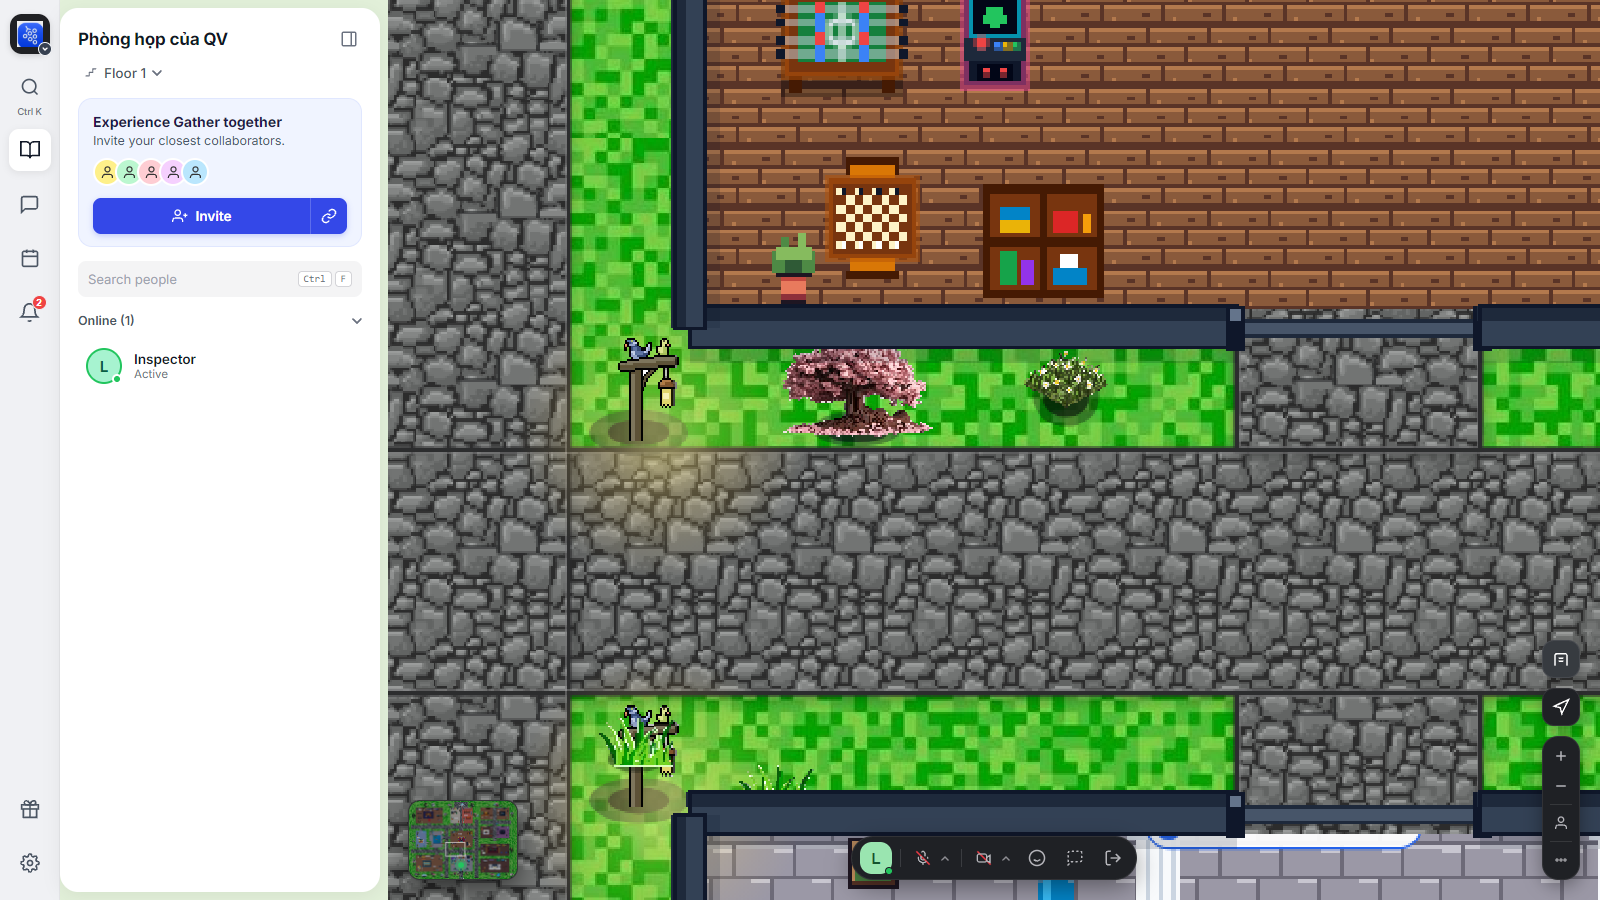 Phòng họp của QV
Floor 1
Ctrl K
Experience Gather together
Invite your closest collaborators.
Invite
Search people
Ctrl F
2
Online (1)
L
Inspector
Active
L